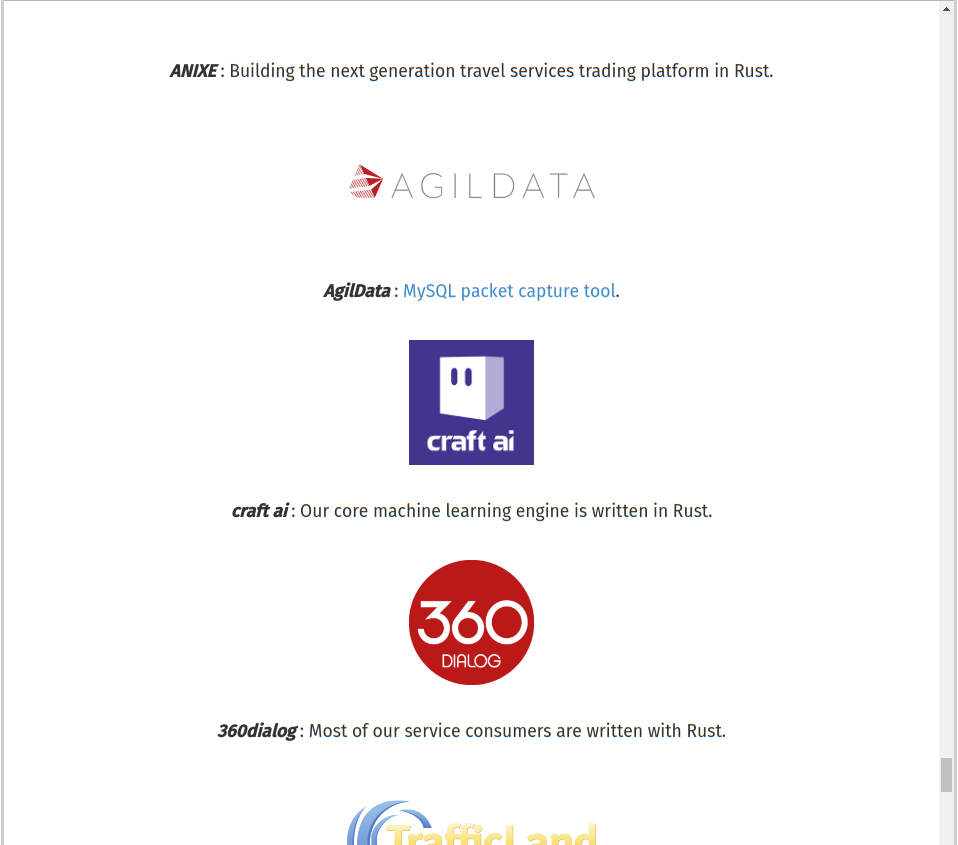 ANIXE : Building the next generation travel services trading platform in Rust.
AGILDATA
AgilData : MySQL packet capture tool.
craft ai
craft ai : Our core machine learning engine is written in Rust.
360
DIALOG
360dialog : Most of our service consumers are written with Rust.
TrafficLand